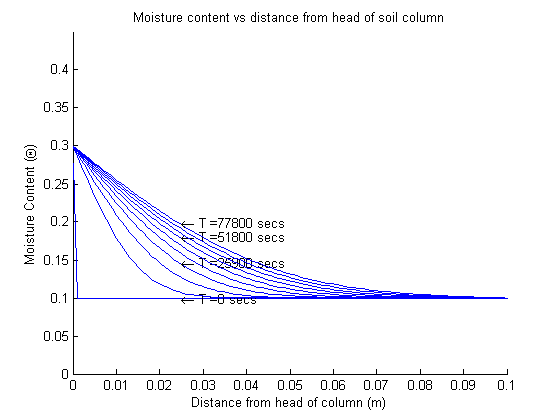 Moisture content vs distance from head of soil column
Moisture Content (Θ)
0.4
0.35
0.3
0.25
0.2
0.15
0.1
0.05
0
← T =77800 secs
← T =51800 secs
← T =25900 secs
← T =0 secs
0 0.01 0.02 0.03 0.04 0.05 0.06 0.07 0.08 0.09 0.1
Distance from head of column (m)